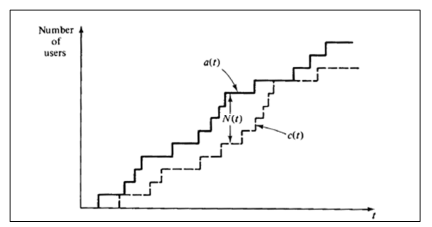 Number
of
users
a(t)
N(t)
c(t)
t